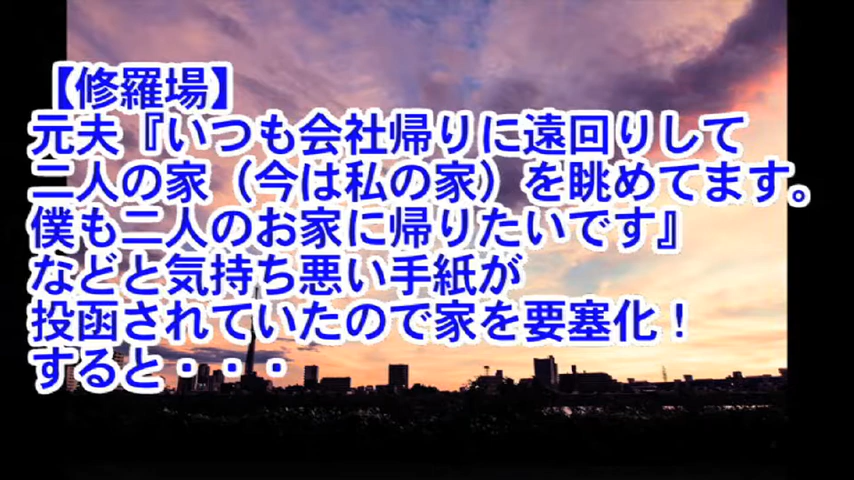 【修羅場】
元夫『いつも会社帰りに遠回りして
二人の家（今は私の家）を眺めてます。
僕も二人のお家に帰りたいです』
などと気持ち悪い手紙が
投函されていたので家を要塞化！
すると・・・